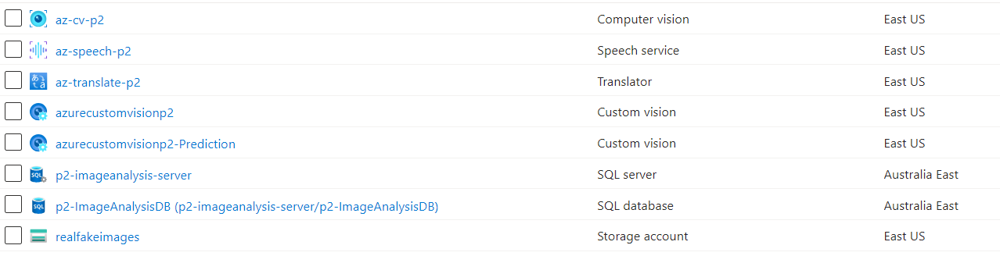 az-cv-p2 Computer vision East US
az-speech-p2 Speech service East US
az-translate-p2 Translator East US
azurecustomvisionp2 Custom vision East US
azurecustomvisionp2-Prediction Custom vision East US
p2-imageanalysis-server SQL server Australia East
p2-ImageAnalysisDB (p2-imageanalysis-server/p2-ImageAnalysisDB) SQL database Australia East
realfakeimages Storage account East US